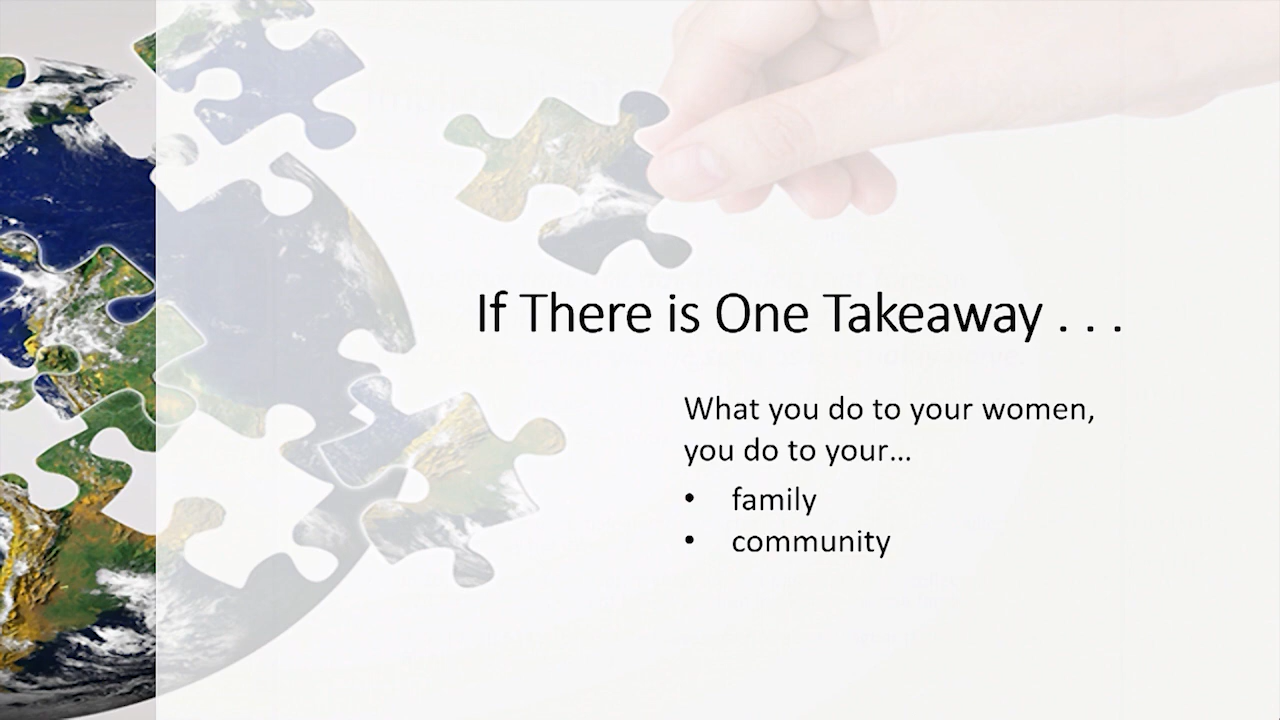 If There is One Takeaway . . .
What you do to your women,
you do to your...
• family
• community